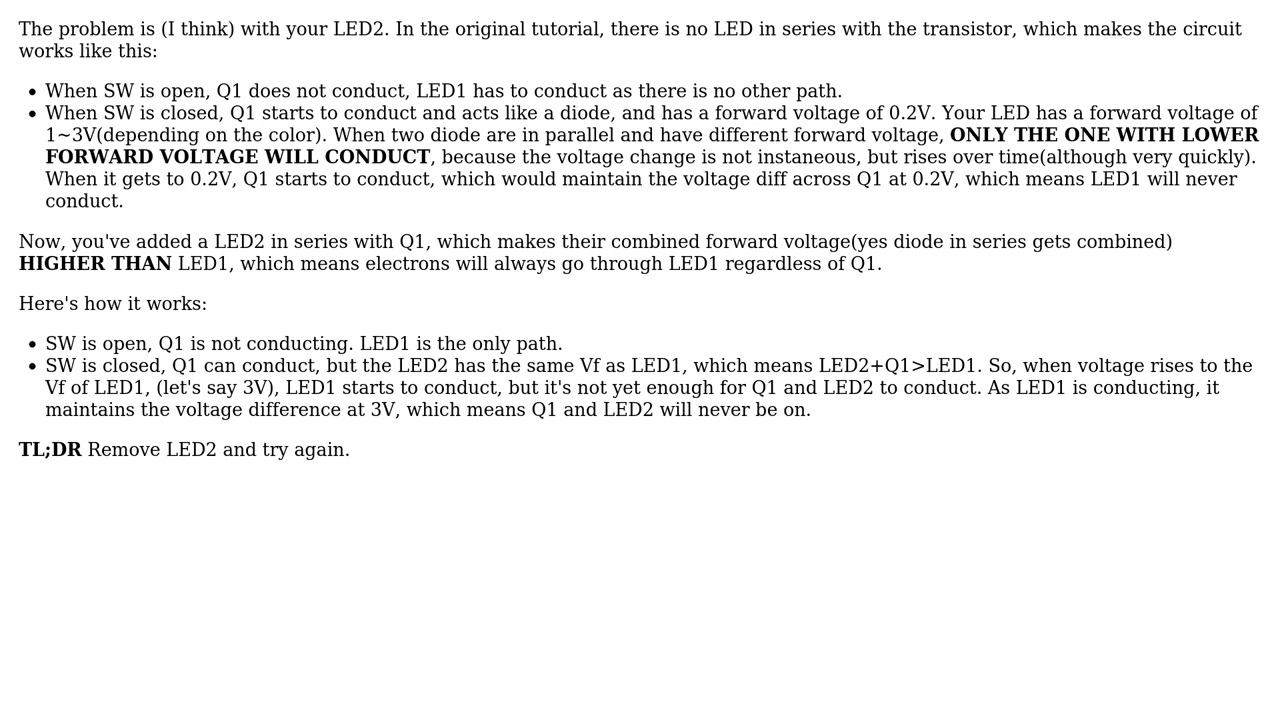 The problem is (I think) with your LED2. In the original tutorial, there is no LED in series with the transistor, which makes the circuit
works like this:
• When SW is open, Q1 does not conduct, LED1 has to conduct as there is no other path.
• When SW is closed, Q1 starts to conduct and acts like a diode, and has a forward voltage of 0.2V. Your LED has a forward voltage of
1~3V(depending on the color). When two diode are in parallel and have different forward voltage, ONLY THE ONE WITH LOWER
FORWARD VOLTAGE WILL CONDUCT, because the voltage change is not instaneous, but rises over time(although very quickly).
When it gets to 0.2V, Q1 starts to conduct, which would maintain the voltage diff across Q1 at 0.2V, which means LED1 will never
conduct.
Now, you've added a LED2 in series with Q1, which makes their combined forward voltage(yes diode in series gets combined)
HIGHER THAN LED1, which means electrons will always go through LED1 regardless of Q1.
Here's how it works:
• SW is open, Q1 is not conducting. LED1 is the only path.
• SW is closed, Q1 can conduct, but the LED2 has the same Vf as LED1, which means LED2+Q1>LED1. So, when voltage rises to the
Vf of LED1, (let's say 3V), LED1 starts to conduct, but it's not yet enough for Q1 and LED2 to conduct. As LED1 is conducting, it
maintains the voltage difference at 3V, which means Q1 and LED2 will never be on.
TL;DR Remove LED2 and try again.